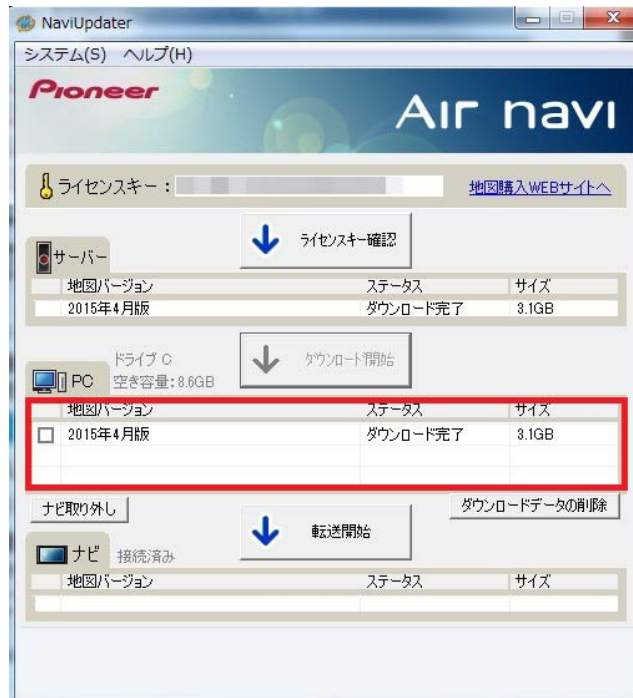 NaviUpdater
システム(S) ヘルプ(H)
Pioneer
AIr navI
ライセンスキー：
地図購入WEBサイトへ
ライセンスキー確認
サーバー
地図バージョン ステータス サイズ
2015年4月版 ダウンロード完了 3.1GB
ドライブ C
ダウンロード開始
PC 空き容量:8.6GB
地図バージョン ステータス サイズ
2015年4月版 ダウンロード完了 3.1GB
ナビ取り外し
ダウンロードデータの削除
転送開始
ナビ 接続済み
地図バージョン ステータス サイズ